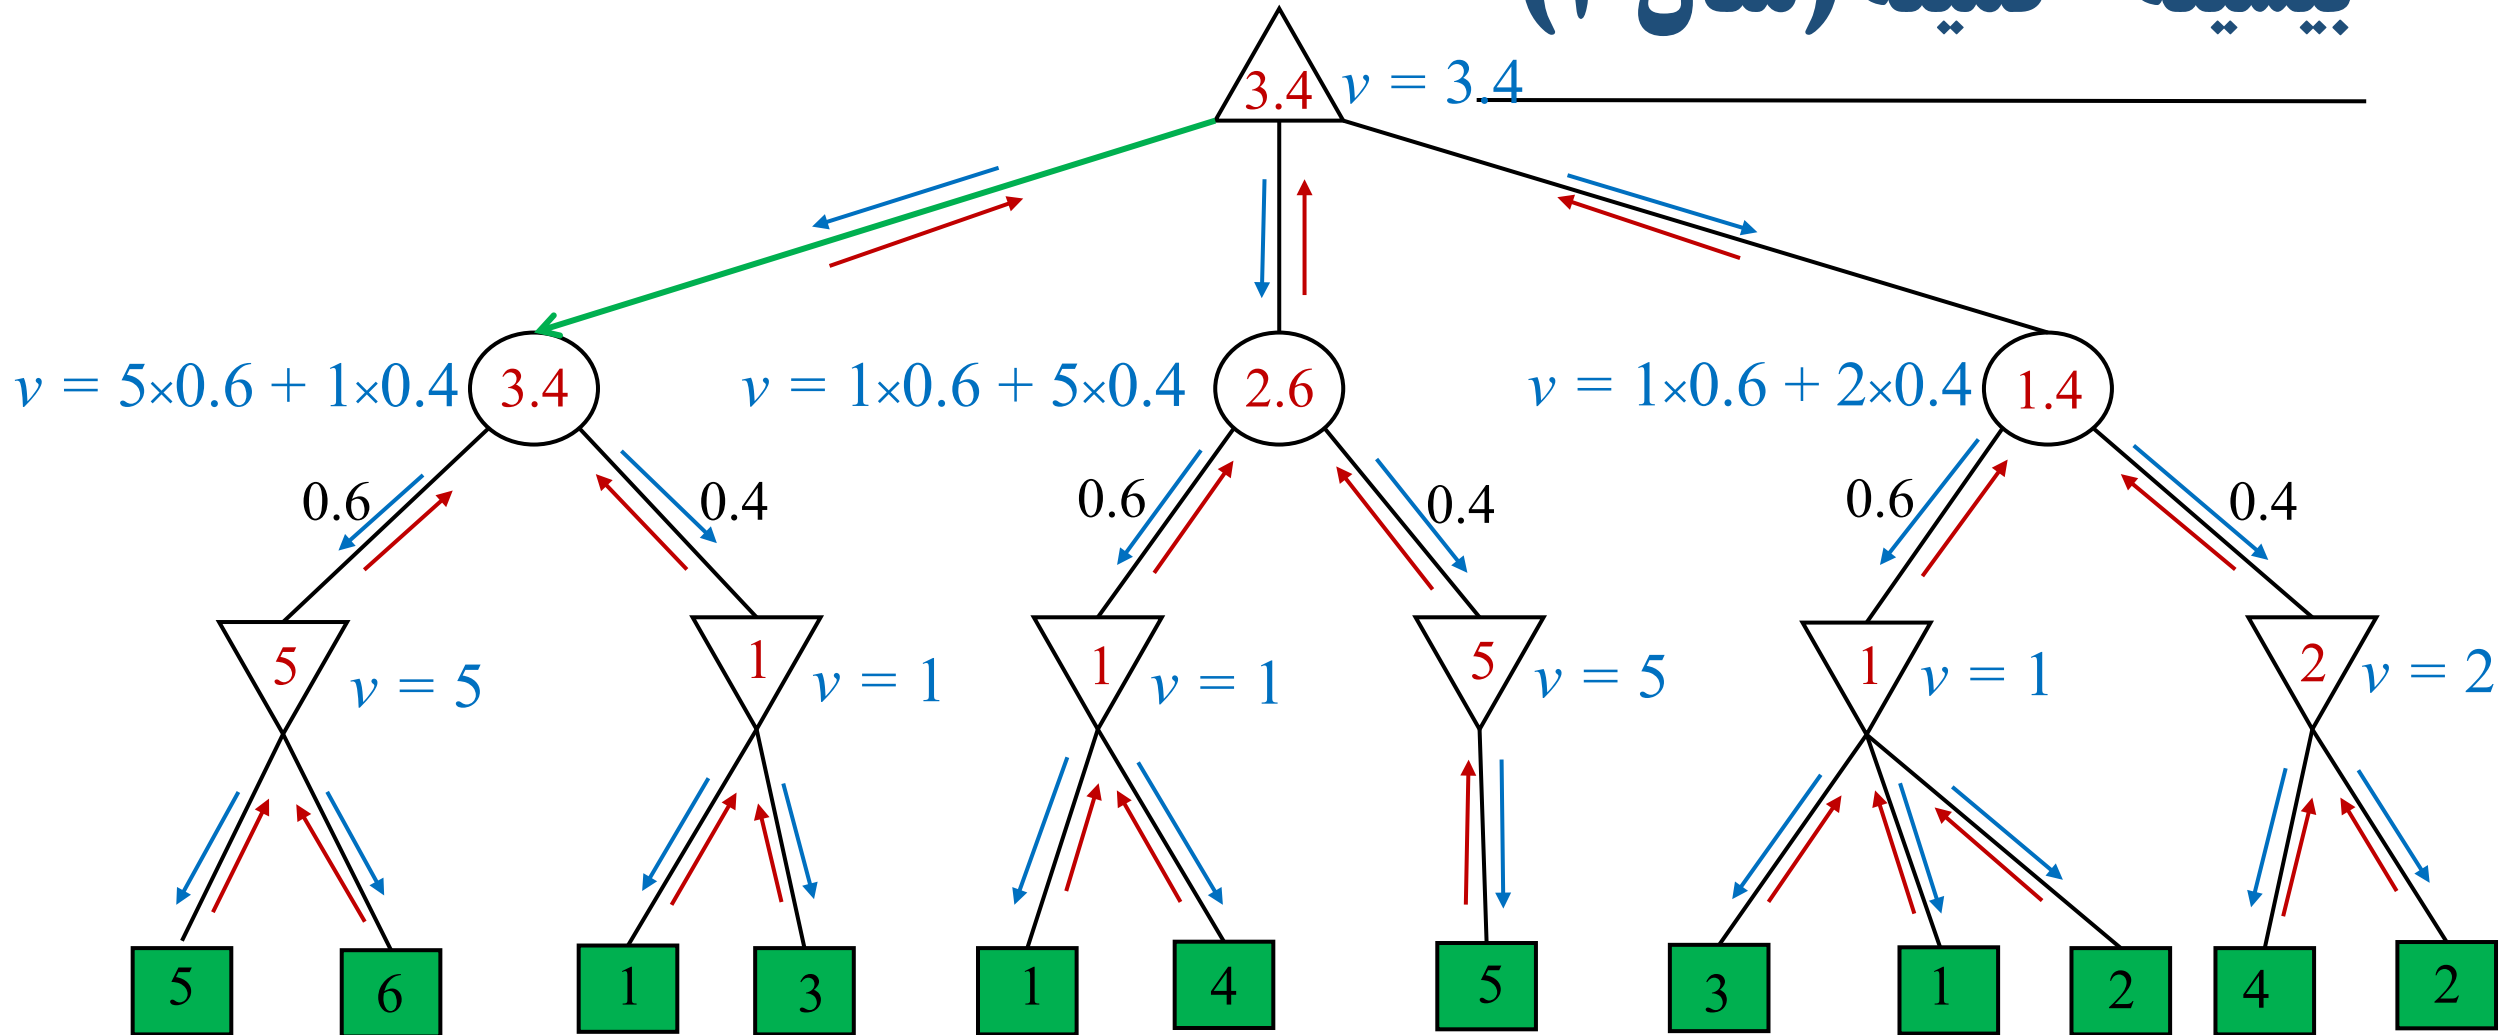 3.4 v = 3.4
v = 5×0.6 + 1×0.4 3.4 v = 1×0.6+ 5×0.4 2.6 v = 1×0.6+ 2×0.4 1.4
0.6 0.4 0.6 0.4 0.6 0.4
5 v = 5 1 v = 1 1 v = 1 5 v = 5 1 v = 1 2 v = 2
5 6 1 3 1 4 5 3 1 2 4 2